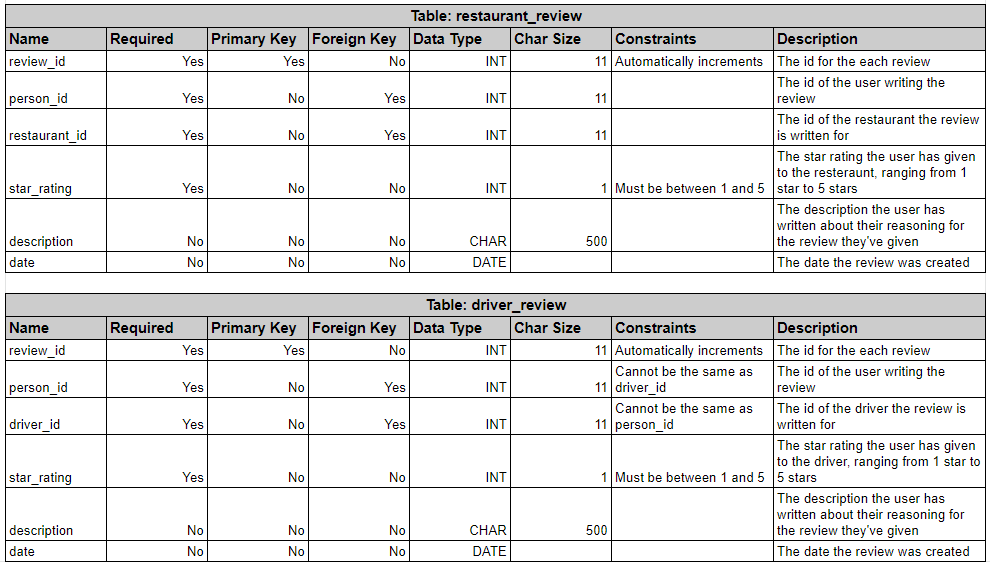 Table: restaurant_review
Name Required Primary Key Foreign Key Data Type Char Size Constraints Description
review_id Yes Yes No INT 11 Automatically increments The id for the each review
The id of the user writing the
person_id Yes No Yes INT 11 review
The id of the restaurant the review
restaurant_id Yes No Yes INT 11 is written for
The star rating the user has given
to the resteraunt, ranging from 1
star_rating Yes No No INT 1 Must be between 1 and 5 star to 5 stars
The description the user has
written about their reasoning for
description No No No CHAR 500 the review they've given
date No No No DATE The date the review was created
Table: driver_review
Name Required Primary Key Foreign Key Data Type Char Size Constraints Description
review_id Yes Yes No INT 11 Automatically increments The id for the each review
Cannot be the same as The id of the user writing the
person_id Yes No Yes INT 11 driver_id review
Cannot be the same as The id of the driver the review is
driver_id Yes No Yes INT 11 person_id written for
The star rating the user has given
to the driver, ranging from 1 star to
star_rating Yes No No INT 1 Must be between 1 and 5 5 stars
The description the user has
written about their reasoning for
description No No No CHAR 500 the review they've given
date No No No DATE The date the review was created